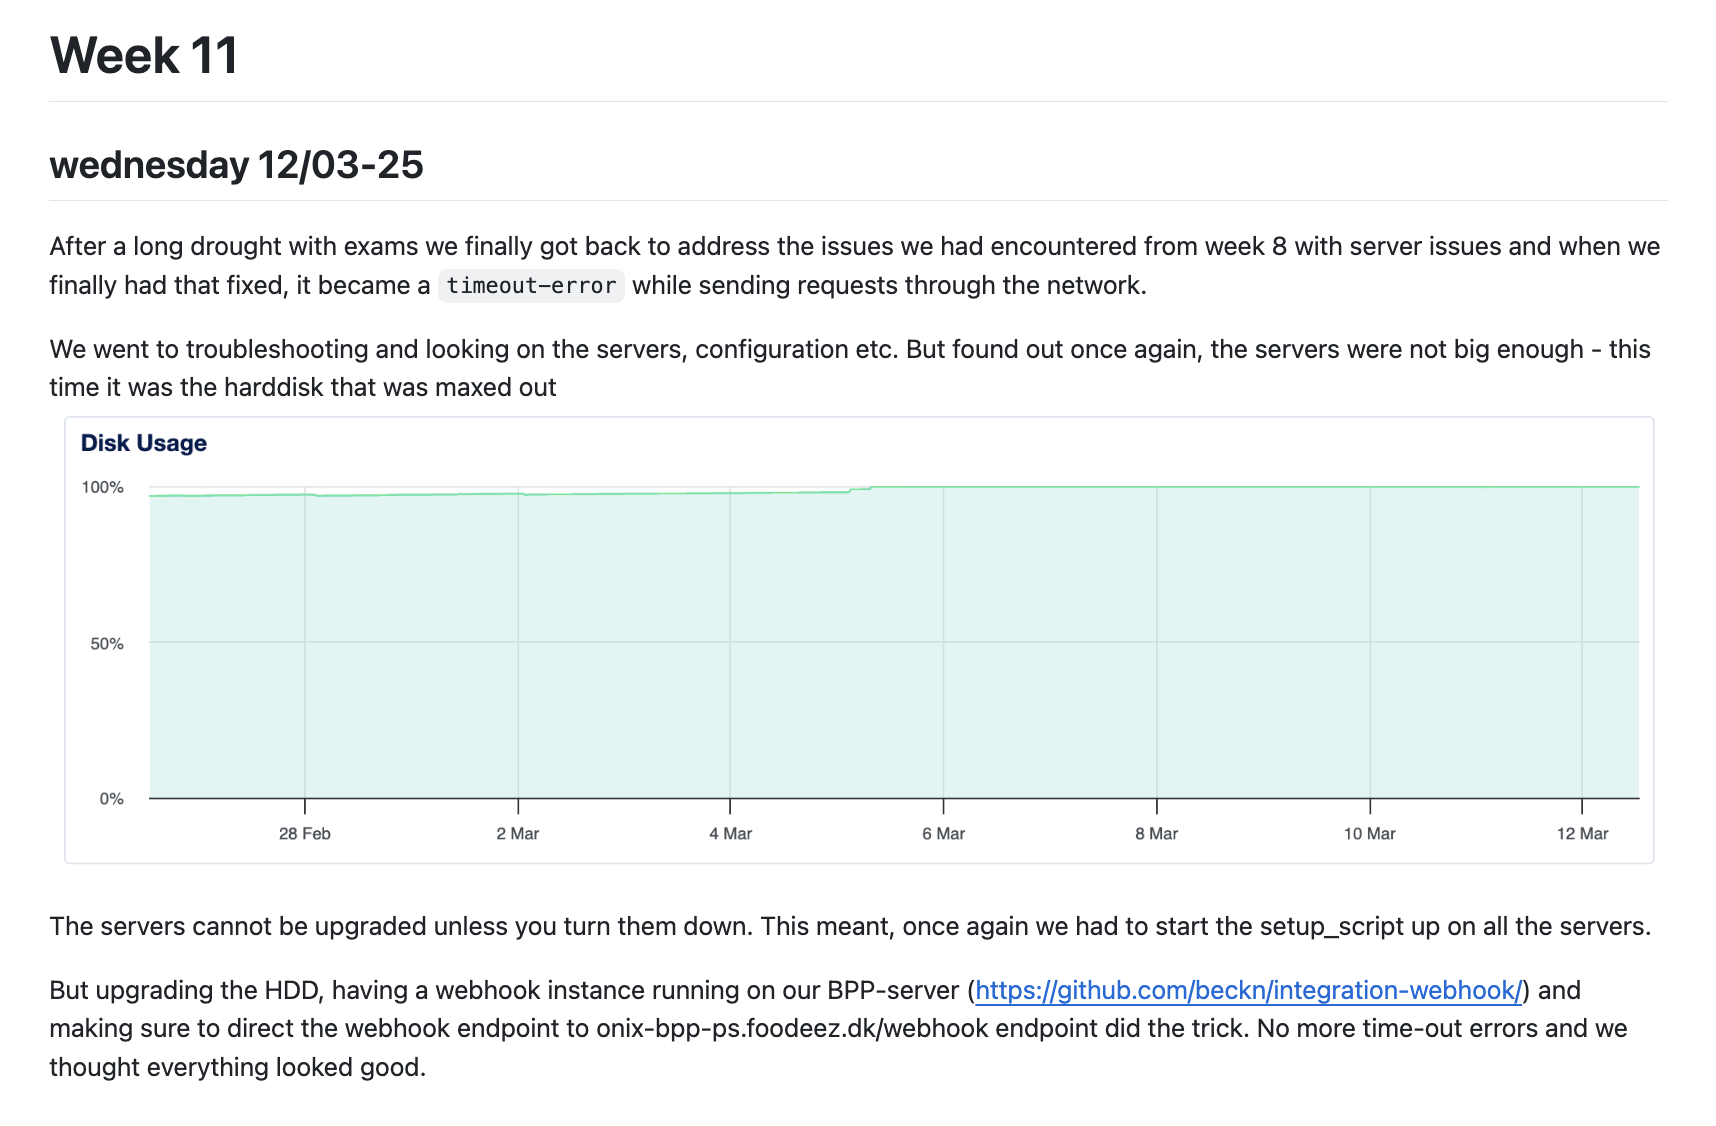 Week 11
wednesday 12/03-25
After a long drought with exams we finally got back to address the issues we had encountered from week 8 with server issues and when we
finally had that fixed, it became a timeout-error while sending requests through the network.
We went to troubleshooting and looking on the servers, configuration etc. But found out once again, the servers were not big enough - this
time it was the harddisk that was maxed out
Disk Usage
100%
50%
0%
28 Feb
2 Mar
4 Mar
6 Mar
8 Mar
10 Mar
12 Mar
The servers cannot be upgraded unless you turn them down. This meant, once again we had to start the setup_script up on all the servers.
But upgrading the HDD, having a webhook instance running on our BPP-server (https://github.com/beckn/integration-webhook/) and
making sure to direct the webhook endpoint to onix-bpp-ps.foodeez.dk/webhook endpoint did the trick. No more time-out errors and we
thought everything looked good.